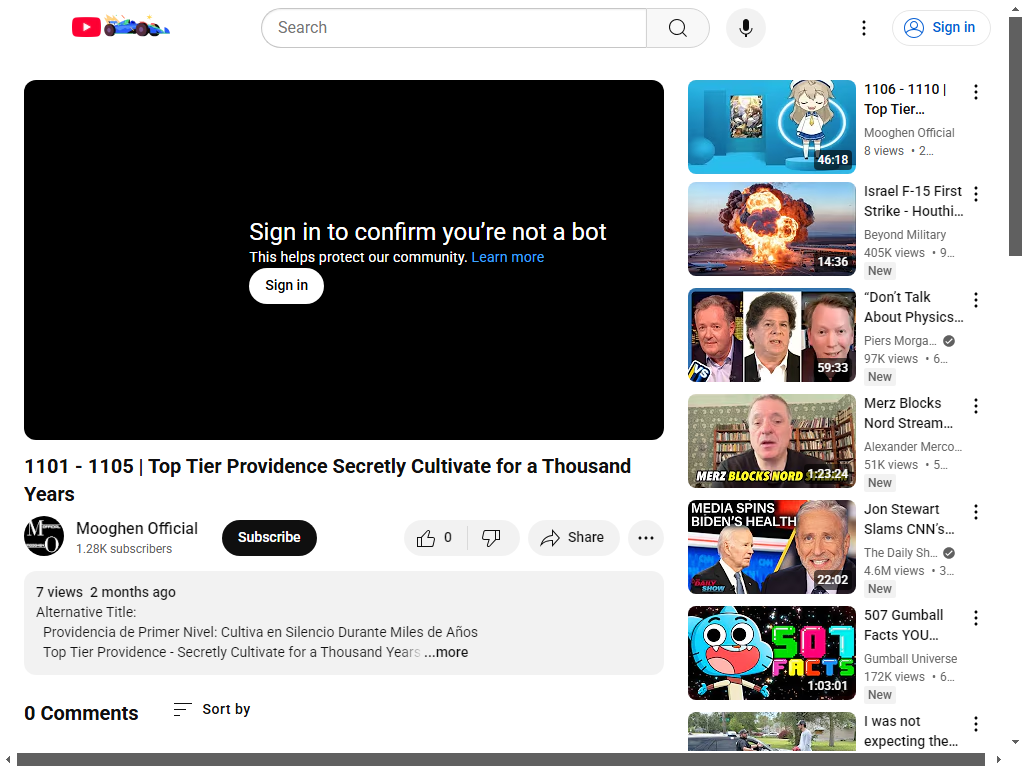 Search
Sign in
Sign in to confirm you’re not a bot
This helps protect our community. Learn more
Sign in
1101 - 1105 | Top Tier Providence Secretly Cultivate for a Thousand
Years
Mooghen Official
1.28K subscribers
Subscribe
0
Share
7 views 2 months ago
Alternative Title:
Providencia de Primer Nivel: Cultiva en Silencio Durante Miles de Años
Top Tier Providence - Secretly Cultivate for a Thousand Years ...more
0 Comments
Sort by
46:18
1106 - 1110 |
Top Tier…
Mooghen Official
8 views • 2…
14:36
Israel F-15 First
Strike - Houthi…
Beyond Military
405K views • 9…
New
VS
59:33
“Don’t Talk
About Physics…
Piers Morga…
97K views • 6…
New
MERZ BLOCKS NORD
1:23:24
Merz Blocks
Nord Stream…
Alexander Merco…
51K views • 5…
New
MEDIA SPINS
BIDEN'S HEALTH
THE DAILY SHOW
22:02
Jon Stewart
Slams CNN’s…
The Daily Sh…
4.6M views • 3…
New
507
FACTS
1:03:01
507 Gumball
Facts YOU…
Gumball Universe
172K views • 6…
New
I was not
expecting the…